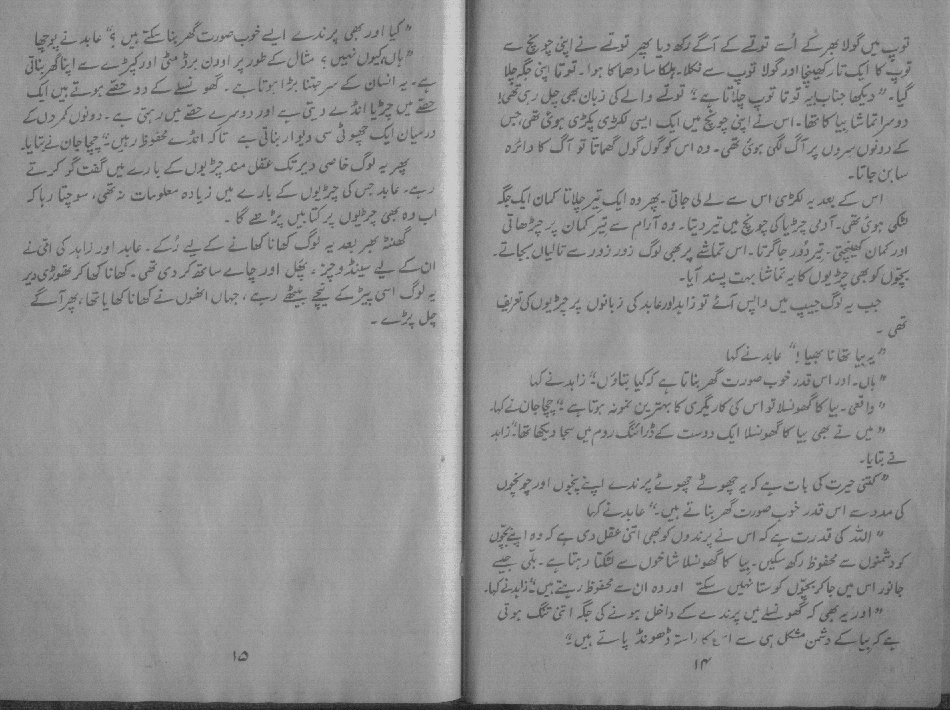 توپ میں گولا بھر کے اُسے توتے کے آگے رکھ دیا پھر توتے نے اپنی چونچ سے
توپ کا ایک تار کھینچا اور گولا توپ سے نکلا۔ ہلکا سا دھماکا ہوا۔ توتا اپنی جگہ چلا
گیا۔ "دیکھا جناب! یہ توتا توپ چلاتا ہے۔" توتے والے کی زبان بھی چل رہی تھی!
دوسرا تماشا بیا کا تھا۔ اس نے اپنی چونچ میں ایک ایسی لکڑی پکڑی ہوئی تھی، جس
کے دونوں سروں پر آگ لگی ہوئی تھی۔ وہ اس کو گول گول گھماتا تو آگ کا دائرہ
سا بن جاتا۔
اس کے بعد یہ لکڑی اس سے لے لی جاتی۔ پھر وہ ایک تیر چلاتا کمان ایک جگہ
لٹکی ہوئی تھی۔ آدمی چڑیا کی چونچ میں تیر دیتا۔ وہ آرام سے تیر کمان پر چڑھاتی
اور کمان کھینچتی۔ تیر دُور جا گرتا۔ اس تماشے پر بھی لوگ زور زور سے تالیاں بجاتے۔
بچّوں کو بھی چڑیوں کا یہ تماشا بہت پسند آیا۔
جب یہ لوگ جیپ میں واپس آئے تو زاہد اور عابد کی زبانوں پر چڑیوں کی تعریف
تھی۔
"یہ بیا تھا نا بھیا!" عابد نے کہا
"ہاں۔ اور اس قدر خوب صورت گھر بناتا ہے کہ کیا بتاؤں۔" زاہد نے کہا
"واقعی۔ بیا کا گھونسلا تو اس کی کاریگری کا بہترین نمونہ ہوتا ہے۔" چچا جان نے کہا۔
"میں نے بھی بیا کا گھونسلا ایک دوست کے ڈرائنگ روم میں سجا دیکھا تھا۔" زاہد
نے بتایا۔
"کتنی حیرت کی بات ہے کہ یہ چھوٹے چھوٹے پرندے اپنے پنجوں اور چونچوں
کی مدد سے اس قدر خوب صورت گھر بناتے ہیں۔" عابد نے کہا
"اللہ کی قدرت ہے کہ اس نے پرندوں کو بھی اتنی عقل دی ہے کہ وہ اپنے بچّوں
کو دشمنوں سے محفوظ رکھ سکیں۔ بیا کا گھونسلا شاخوں سے لٹکتا رہتا ہے۔ بلّی جیسے
جانور اس میں جا کر بچّوں کو ستا نہیں سکتے اور وہ ان سے محفوظ رہتے ہیں۔" زاہد نے کہا۔
"اور یہ بھی کہ گھونسلے میں پرندے کے داخل ہونے کی جگہ اتنی تنگ ہوتی
ہے کہ بیا کے دشمن مشکل ہی سے اس کا راستہ ڈھونڈ پاتے ہیں۔"
۱۴
"کیا اور بھی پرندے ایسے خوب صورت گھر بنا سکتے ہیں؟" عابد نے پوچھا
"ہاں، کیوں نہیں؟ مثال کے طور پر اوون برڈ مٹی اور کپڑے سے اپنا گھر بناتی
ہے۔ یہ انسان کے سر جتنا بڑا ہوتا ہے۔ گھونسلے کے دو حصّے ہوتے ہیں ایک
حصّے میں چڑیا انڈے دیتی ہے اور دوسرے حصّے میں رہتی ہے۔ دونوں کمروں کے
درمیان ایک چھوٹی سی دیوار بناتی ہے تاکہ انڈے محفوظ رہیں۔" چچا جان نے بتایا۔
پھر یہ لوگ خاصی دیر تک عقل مند چڑیوں کے بارے میں گفت گو کرتے
رہے۔ عابد جس کی چڑیوں کے بارے میں زیادہ معلومات نہ تھی، سوچتا رہا کہ
اب وہ بھی چڑیوں پر کتابیں پڑھے گا۔
گھنٹہ بھر بعد یہ لوگ کھانا کھانے کے لیے رُکے۔ عابد اور زاہد کی امّی نے
ان کے لیے سینڈوچز، پھل اور چاے ساتھ کر دی تھی۔ کھانا کھا کر تھوڑی دیر
یہ لوگ اسی پیڑ کے نیچے بیٹھے رہے، جہاں انھوں نے کھانا کھایا تھا، پھر آگے
چل پڑے۔
۱۵